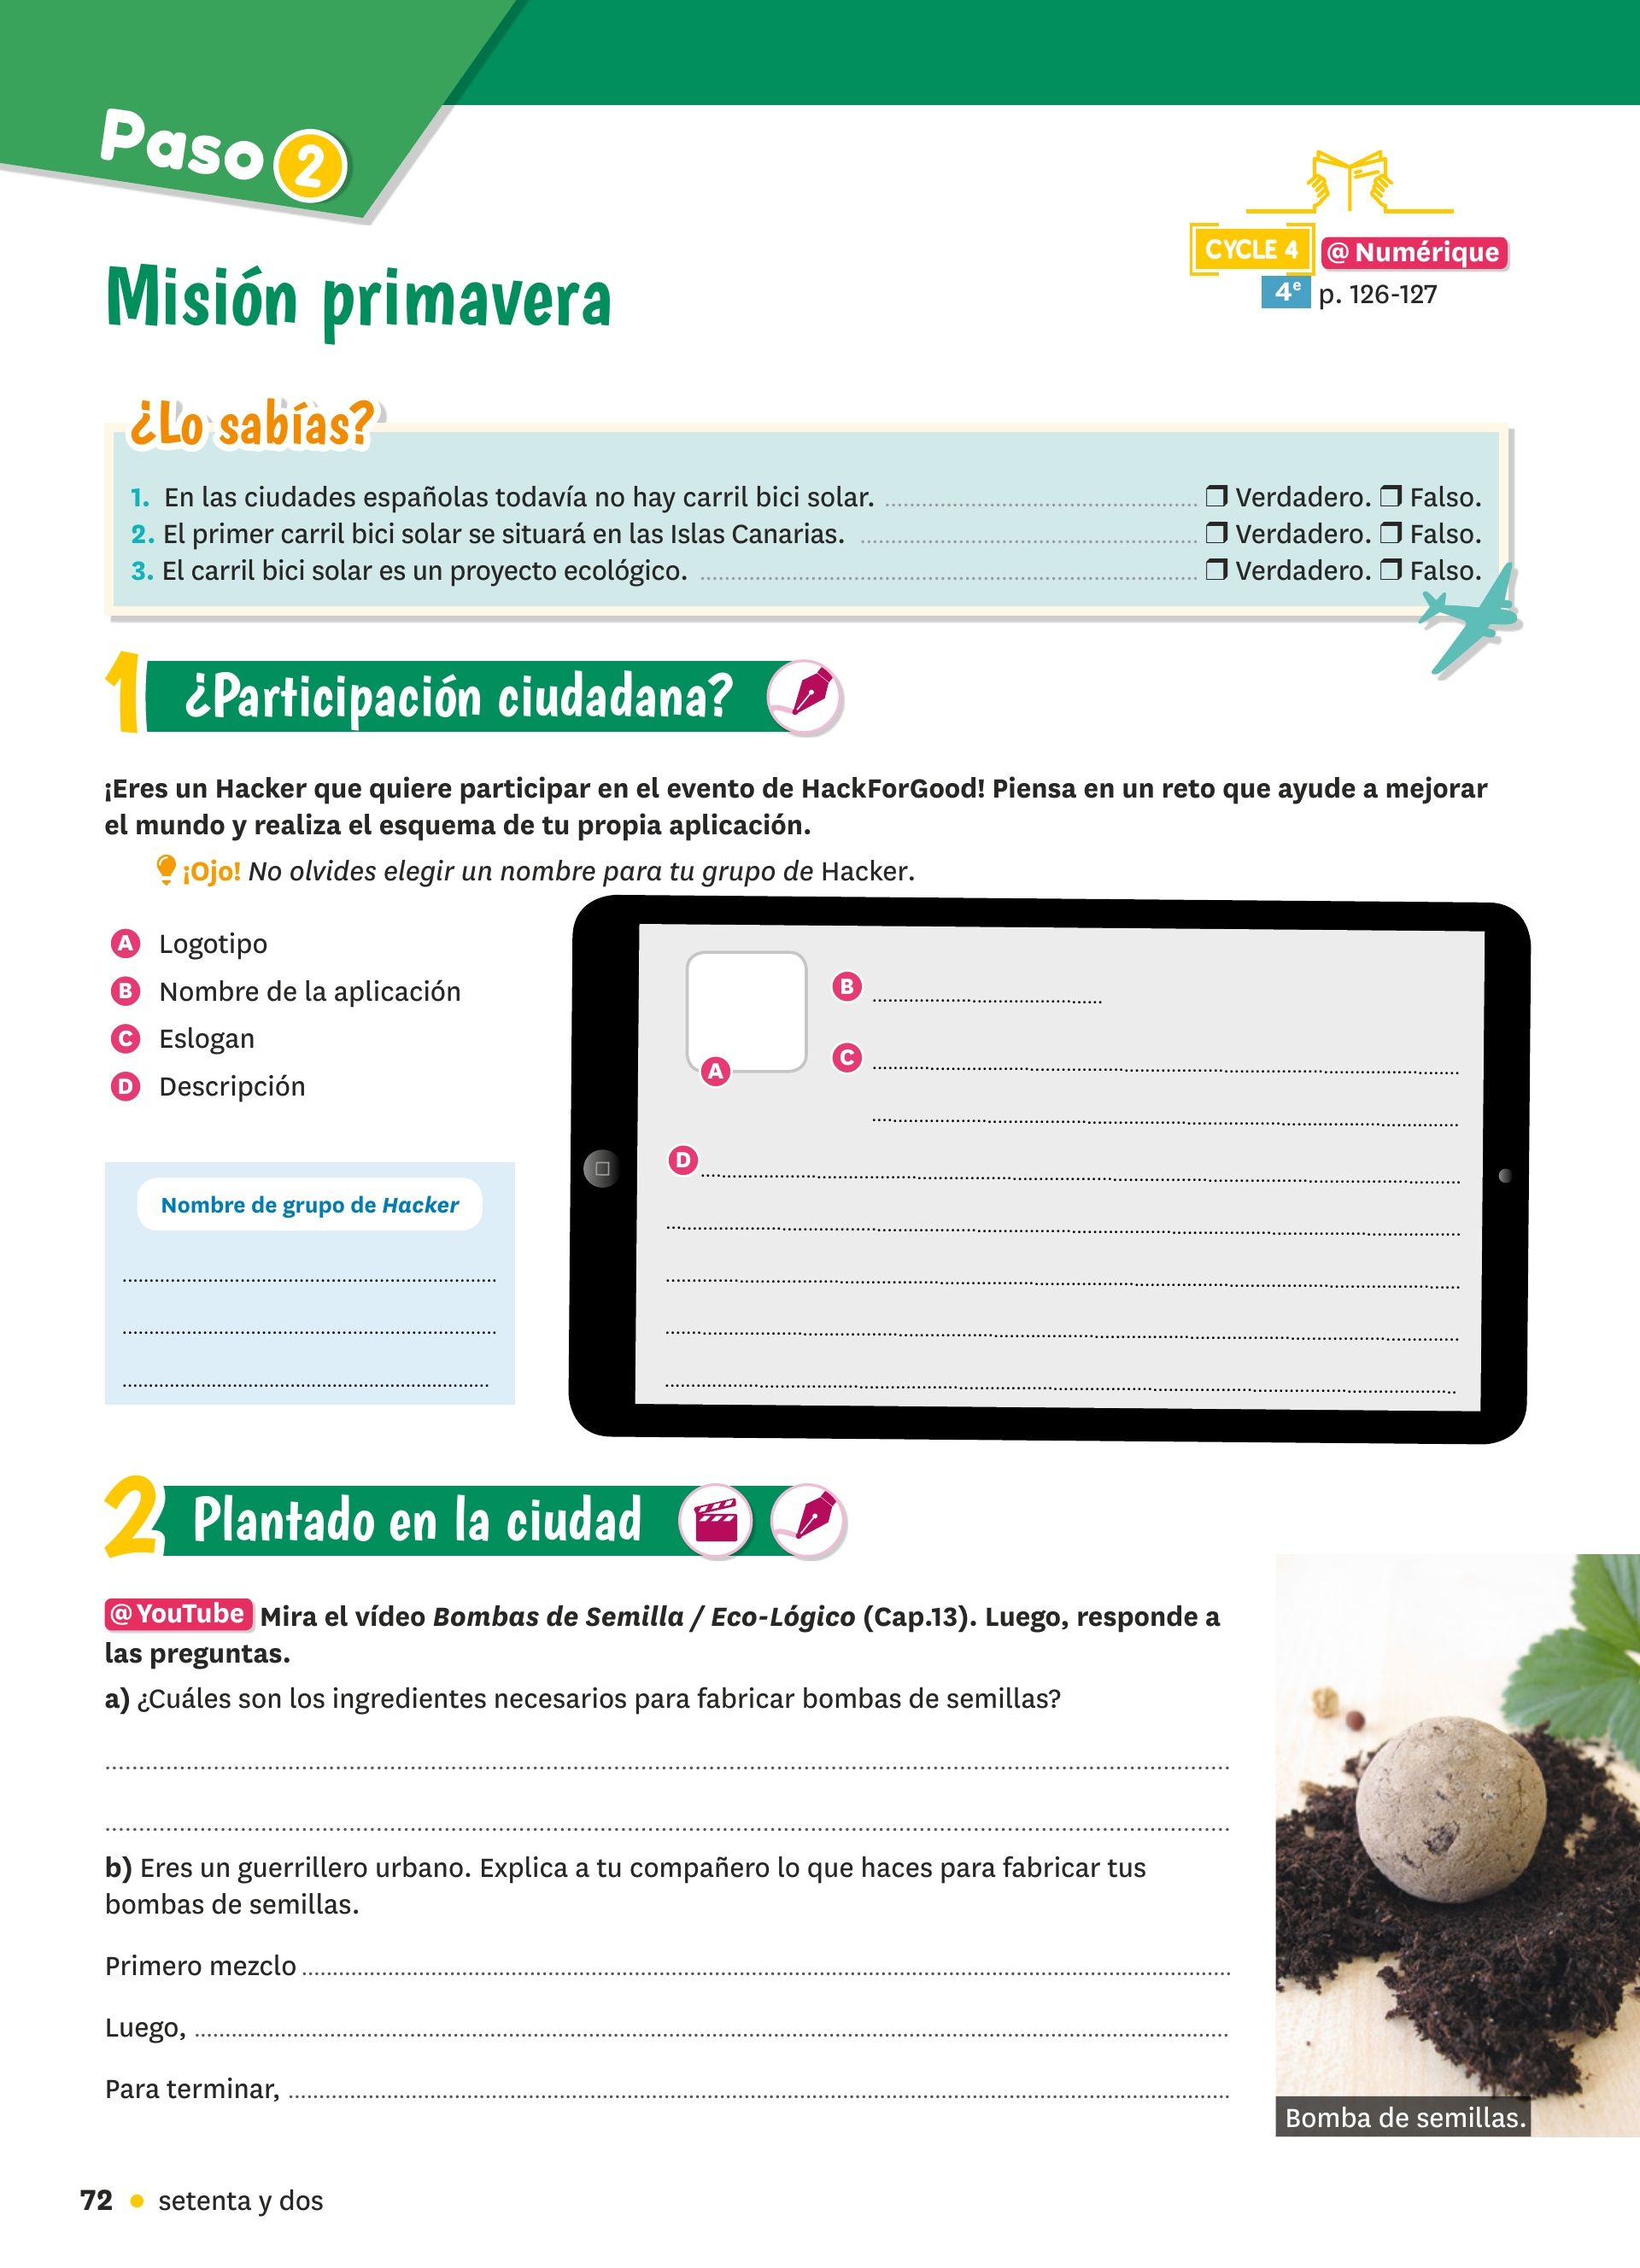 Paso 2
CYCLE 4 @ Numérique
4e p. 126-127
Misión primavera
¿Lo sabías?
1. En las ciudades españolas todavía no hay carril bici solar. ❐ Verdadero. ❐ Falso.
2. El primer carril bici solar se situará en las Islas Canarias. ❐ Verdadero. ❐ Falso.
3. El carril bici solar es un proyecto ecológico. ❐ Verdadero. ❐ Falso.
1 ¿Participación ciudadana?
¡Eres un Hacker que quiere participar en el evento de HackForGood! Piensa en un reto que ayude a mejorar
el mundo y realiza el esquema de tu propia aplicación.
¡Ojo! No olvides elegir un nombre para tu grupo de Hacker.
A Logotipo
B Nombre de la aplicación
C Eslogan
D Descripción
Nombre de grupo de Hacker
B
A
C
D
2 Plantado en la ciudad
@ YouTube Mira el vídeo Bombas de Semilla / Eco-Lógico (Cap.13). Luego, responde a
las preguntas.
a) ¿Cuáles son los ingredientes necesarios para fabricar bombas de semillas?
b) Eres un guerrillero urbano. Explica a tu compañero lo que haces para fabricar tus
bombas de semillas.
Primero mezclo
Luego,
Para terminar,
Bomba de semillas.
72 • setenta y dos